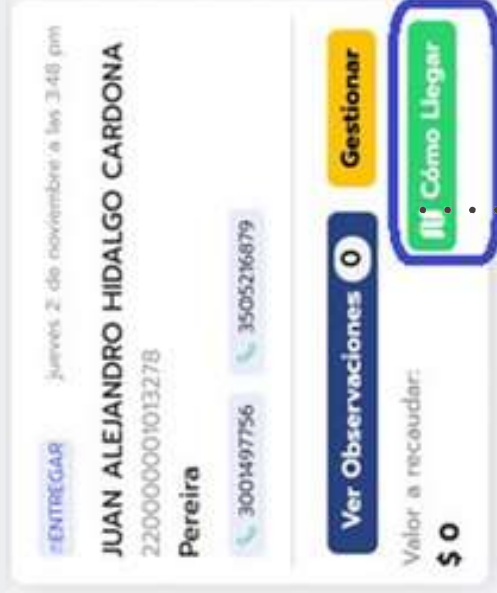 #ENTREGAR jueves 2 de noviembre a las 3:48 pm
JUAN ALEJANDRO HIDALGO CARDONA
2200000001013278
Pereira
3001497756 3505216879
Ver Observaciones 0 Gestionar
Valor a recaudar: Cómo Llegar
$ 0